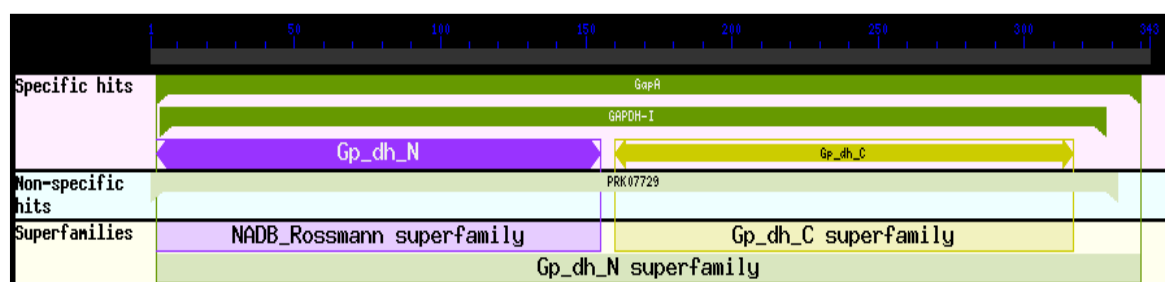 1 50 100 150 200 250 300 343
Specific hits
GapA
GAPDH-I
Gp_dh_N Gp_dh_C
Non-specific
hits
PRK07729
Superfamilies
NADB_Rossmann superfamily Gp_dh_C superfamily
Gp_dh_N superfamily